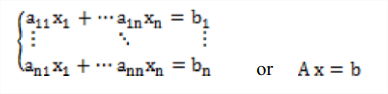 a₁₁x₁ + ⋯ a₁ₙxₙ = b₁
⋮ ⋱ ⋮
aₙ₁x₁ + ⋯ aₙₙxₙ = bₙ or A x = b